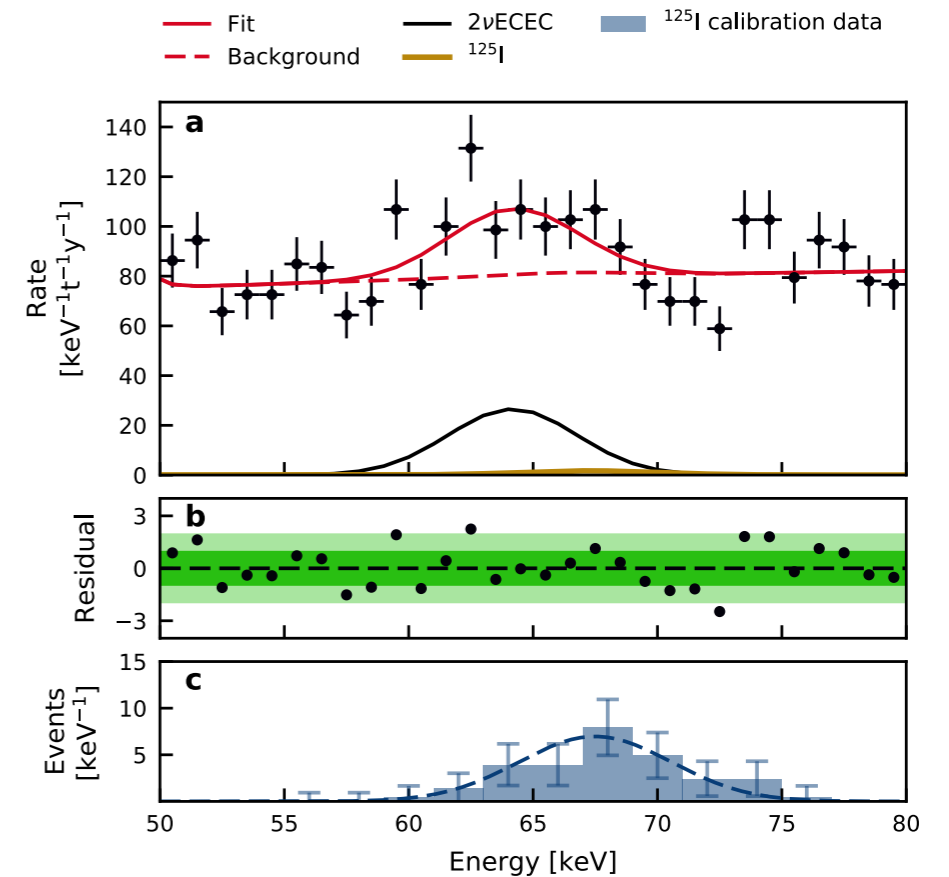 Fit
Background
2νECEC
¹²⁵I
¹²⁵I calibration data
a
140
120
100
80
60
40
20
0
Rate
[keV⁻¹t⁻¹y⁻¹]
b
3
0
−3
Residual
c
15
10
5
Events
[keV⁻¹]
50 55 60 65 70 75 80
Energy [keV]